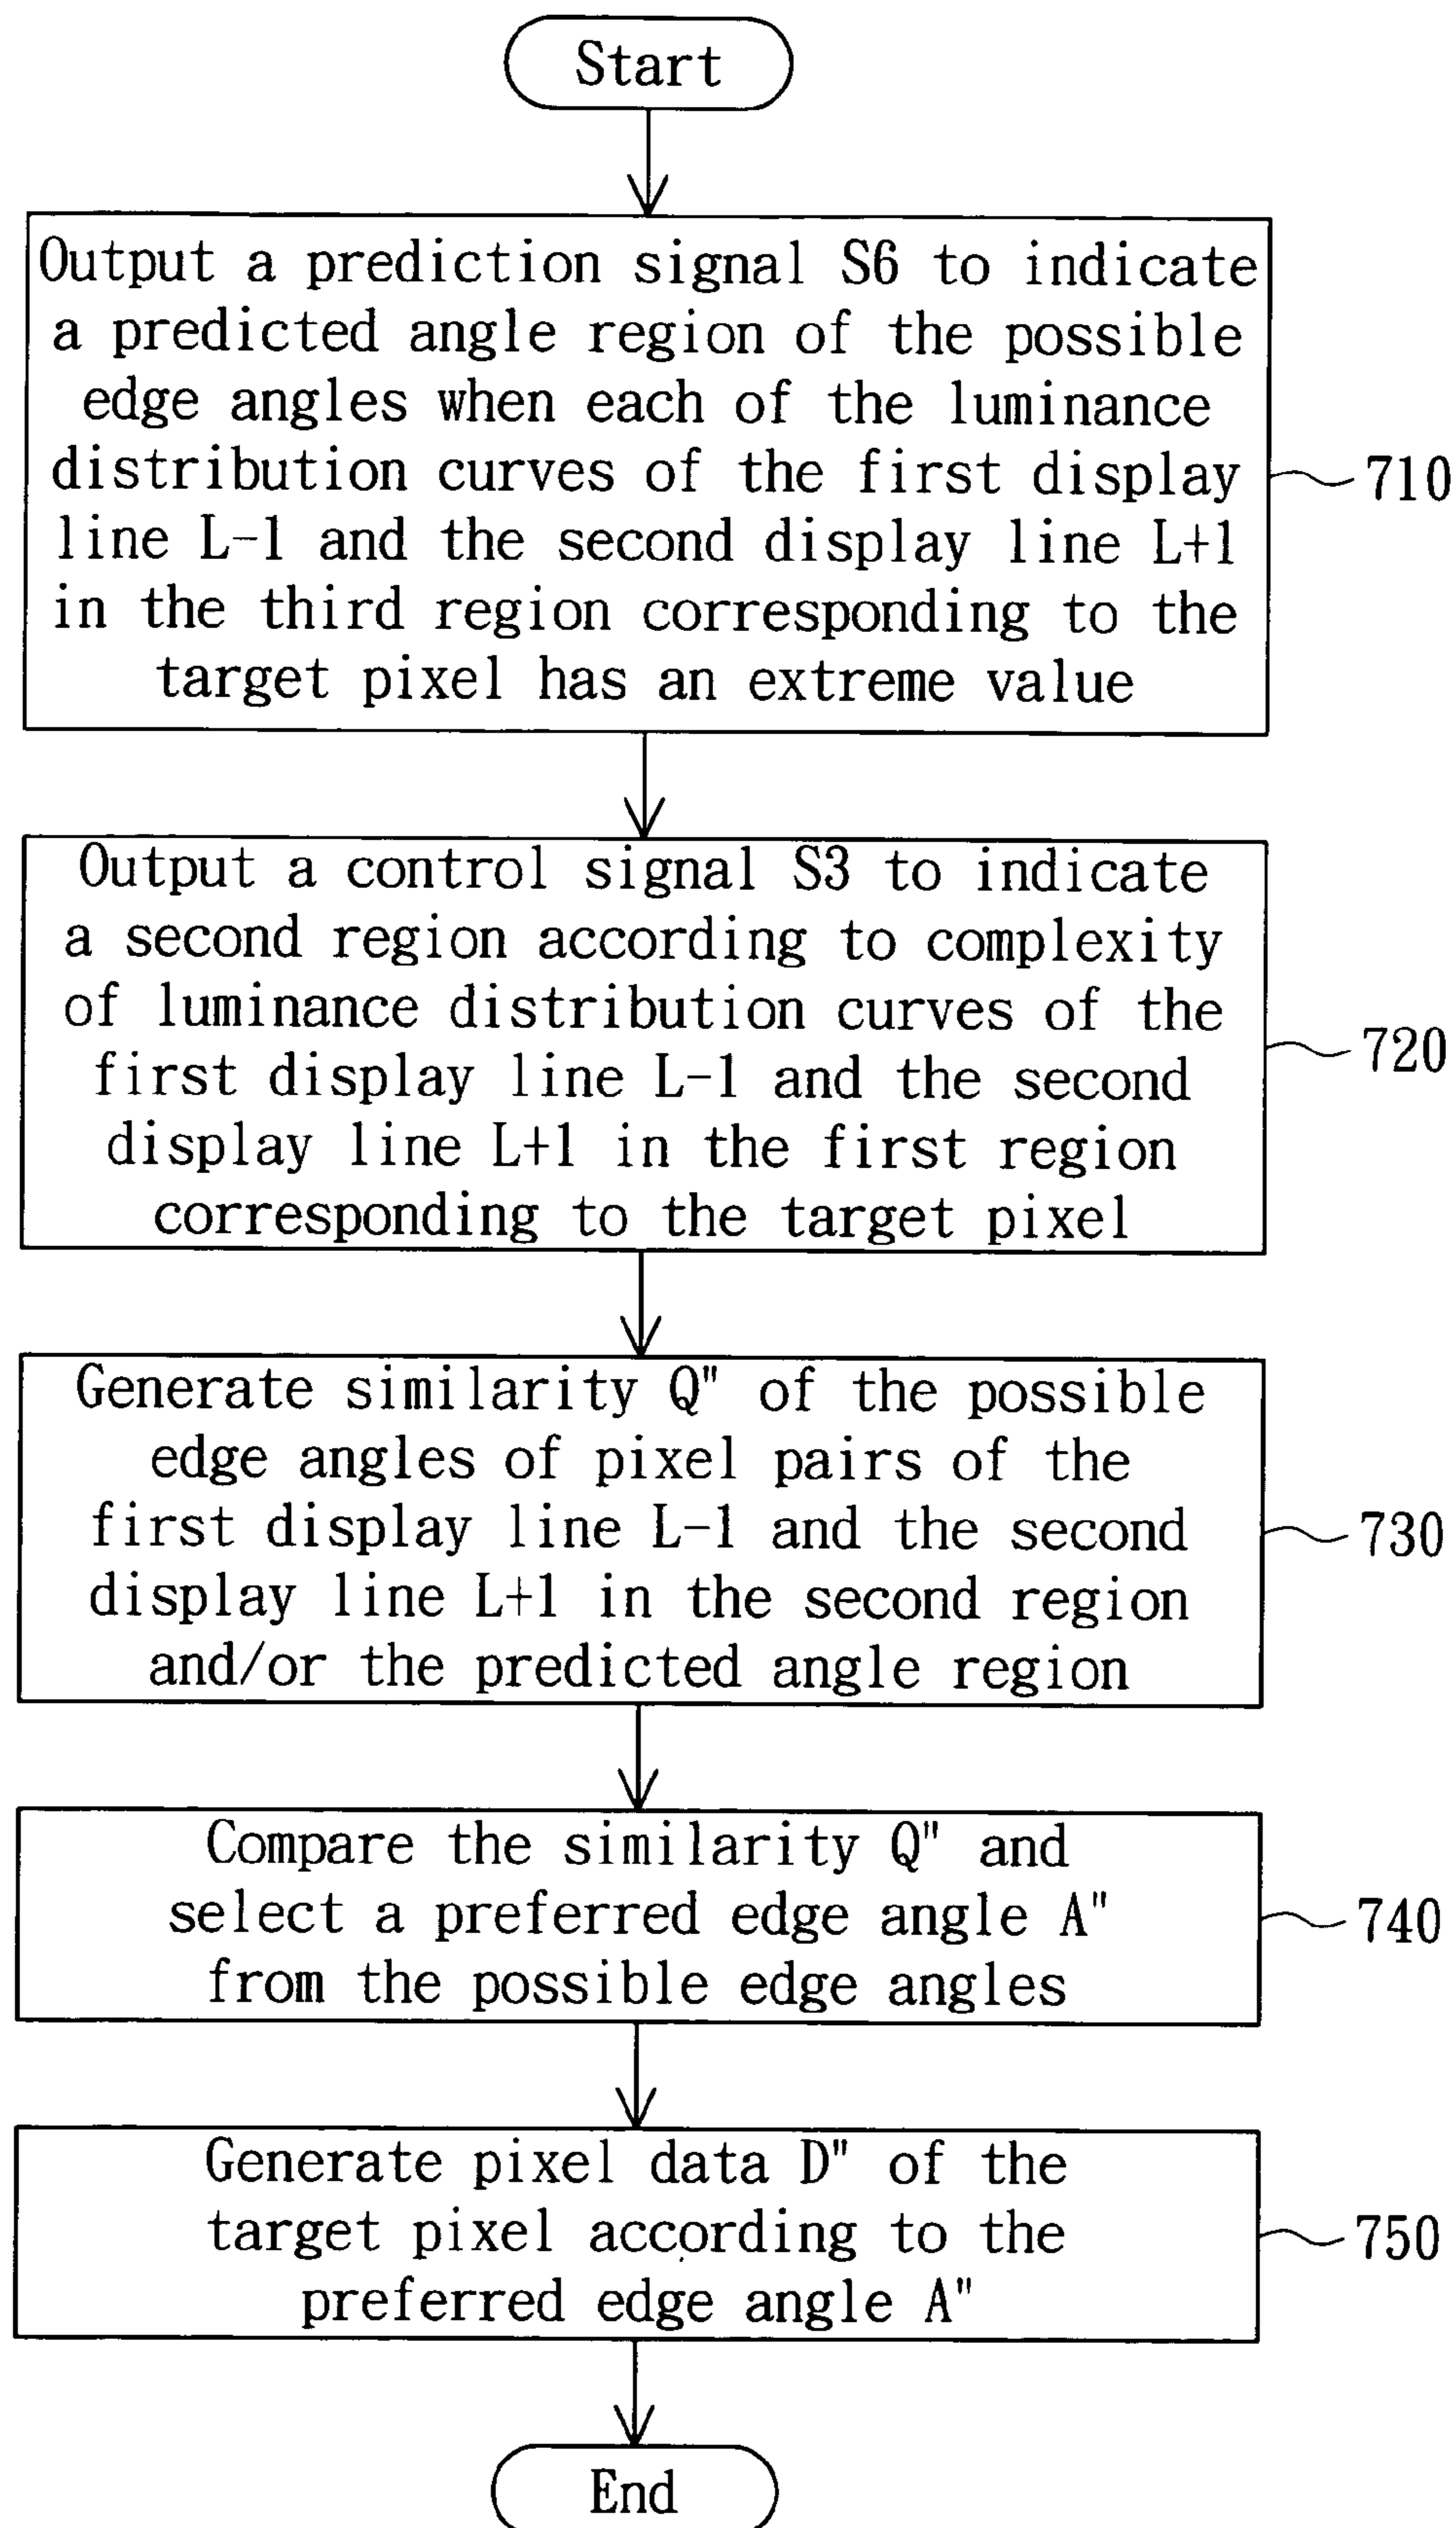 Start
Output a prediction signal S6 to indicate
a predicted angle region of the possible
edge angles when each of the luminance
distribution curves of the first display
line L-1 and the second display line L+1
in the third region corresponding to the
target pixel has an extreme value
710
Output a control signal S3 to indicate
a second region according to complexity
of luminance distribution curves of the
first display line L-1 and the second
display line L+1 in the first region
corresponding to the target pixel
720
Generate similarity Q" of the possible
edge angles of pixel pairs of the
first display line L-1 and the second
display line L+1 in the second region
and/or the predicted angle region
730
Compare the similarity Q" and
select a preferred edge angle A"
from the possible edge angles
740
Generate pixel data D" of the
target pixel according to the
preferred edge angle A"
750
End